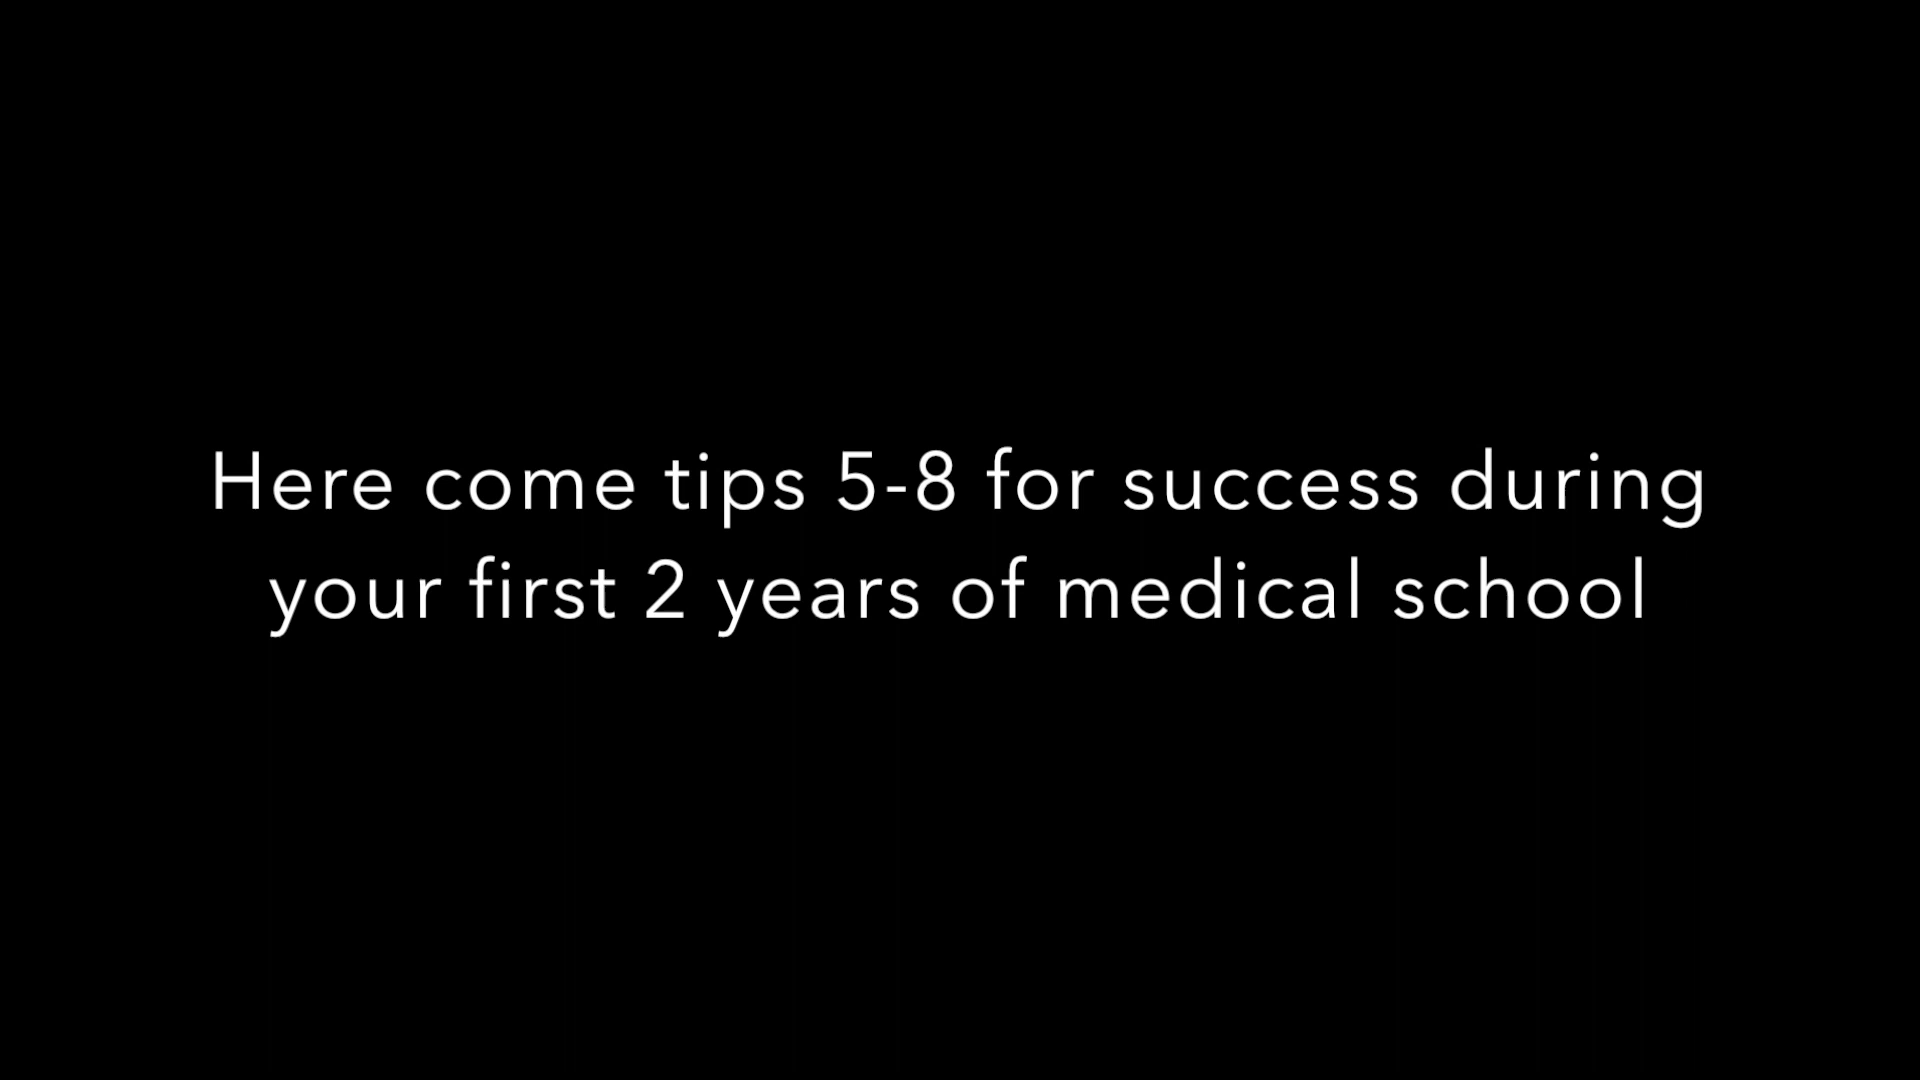 Here come tips 5-8 for success during
your first 2 years of medical school